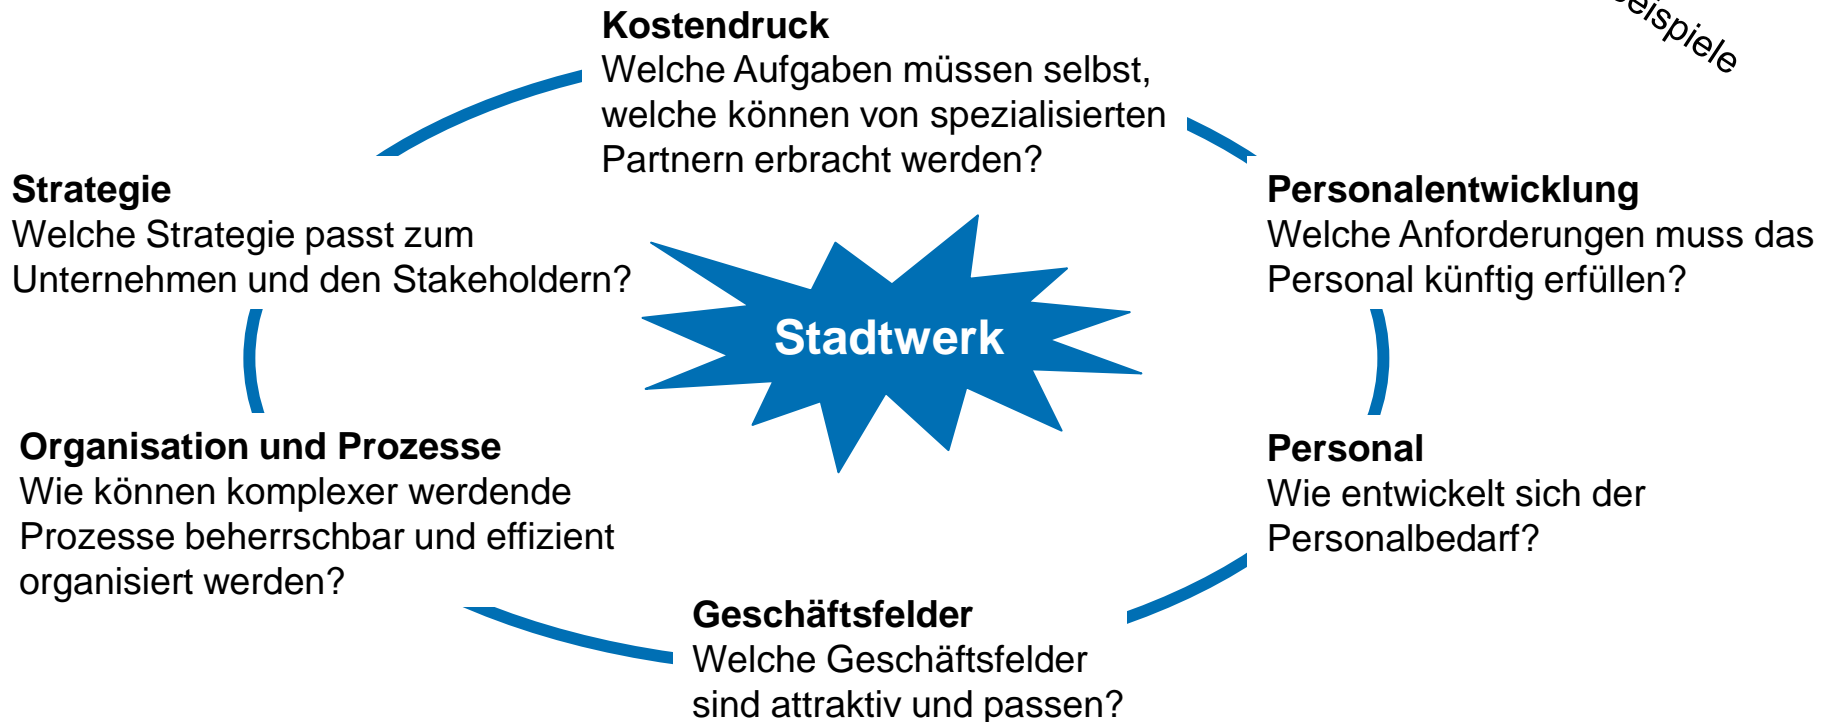 Beispiele
Kostendruck
Welche Aufgaben müssen selbst,
welche können von spezialisierten
Partnern erbracht werden?
Strategie
Welche Strategie passt zum
Unternehmen und den Stakeholdern?
Personalentwicklung
Welche Anforderungen muss das
Personal künftig erfüllen?
Stadtwerk
Organisation und Prozesse
Wie können komplexer werdende
Prozesse beherrschbar und effizient
organisiert werden?
Personal
Wie entwickelt sich der
Personalbedarf?
Geschäftsfelder
Welche Geschäftsfelder
sind attraktiv und passen?